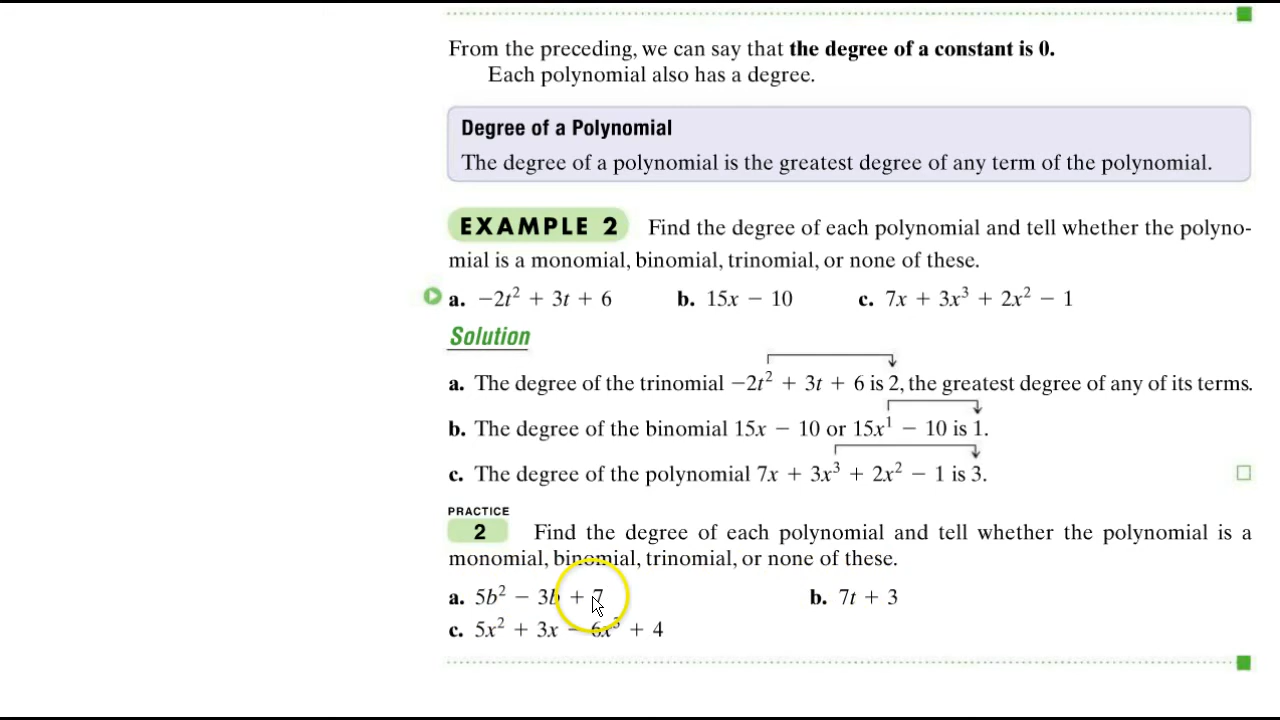 From the preceding, we can say that the degree of a constant is 0.
Each polynomial also has a degree.
Degree of a Polynomial
The degree of a polynomial is the greatest degree of any term of the polynomial.
EXAMPLE 2 Find the degree of each polynomial and tell whether the polyno-
mial is a monomial, binomial, trinomial, or none of these.
a. −2t² + 3t + 6 b. 15x − 10 c. 7x + 3x³ + 2x² − 1
Solution
a. The degree of the trinomial −2t² + 3t + 6 is 2, the greatest degree of any of its terms.
b. The degree of the binomial 15x − 10 or 15x¹ − 10 is 1.
c. The degree of the polynomial 7x + 3x³ + 2x² − 1 is 3.
PRACTICE
2 Find the degree of each polynomial and tell whether the polynomial is a
monomial, binomial, trinomial, or none of these.
a. 5b² − 3b + 7 b. 7t + 3
c. 5x² + 3x − 6x³ + 4